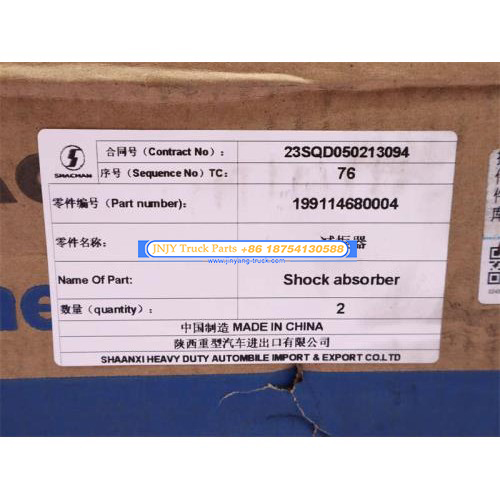 SHACMAN
合同号（Contract No）: 23SQD050213094
序号（Sequence No）TC: 76
零件编号（Part number）: 199114680004
零件名称: 减振器
JNJY Truck Parts +86 18754130588
www.jinyang-truck.com
Name Of Part: Shock absorber
数量（quantity）: 2
中国制造 MADE IN CHINA
陕西重型汽车进出口有限公司
SHAANXI HEAVY DUTY AUTOMBILE IMPORT & EXPORT CO.LTD